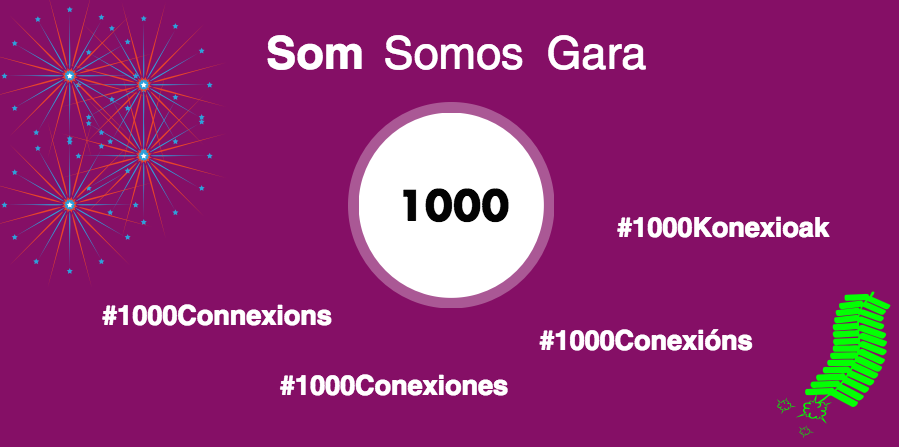 Som Somos Gara
1000
#1000Konexioak
#1000Connexions
#1000Conexións
#1000Conexiones